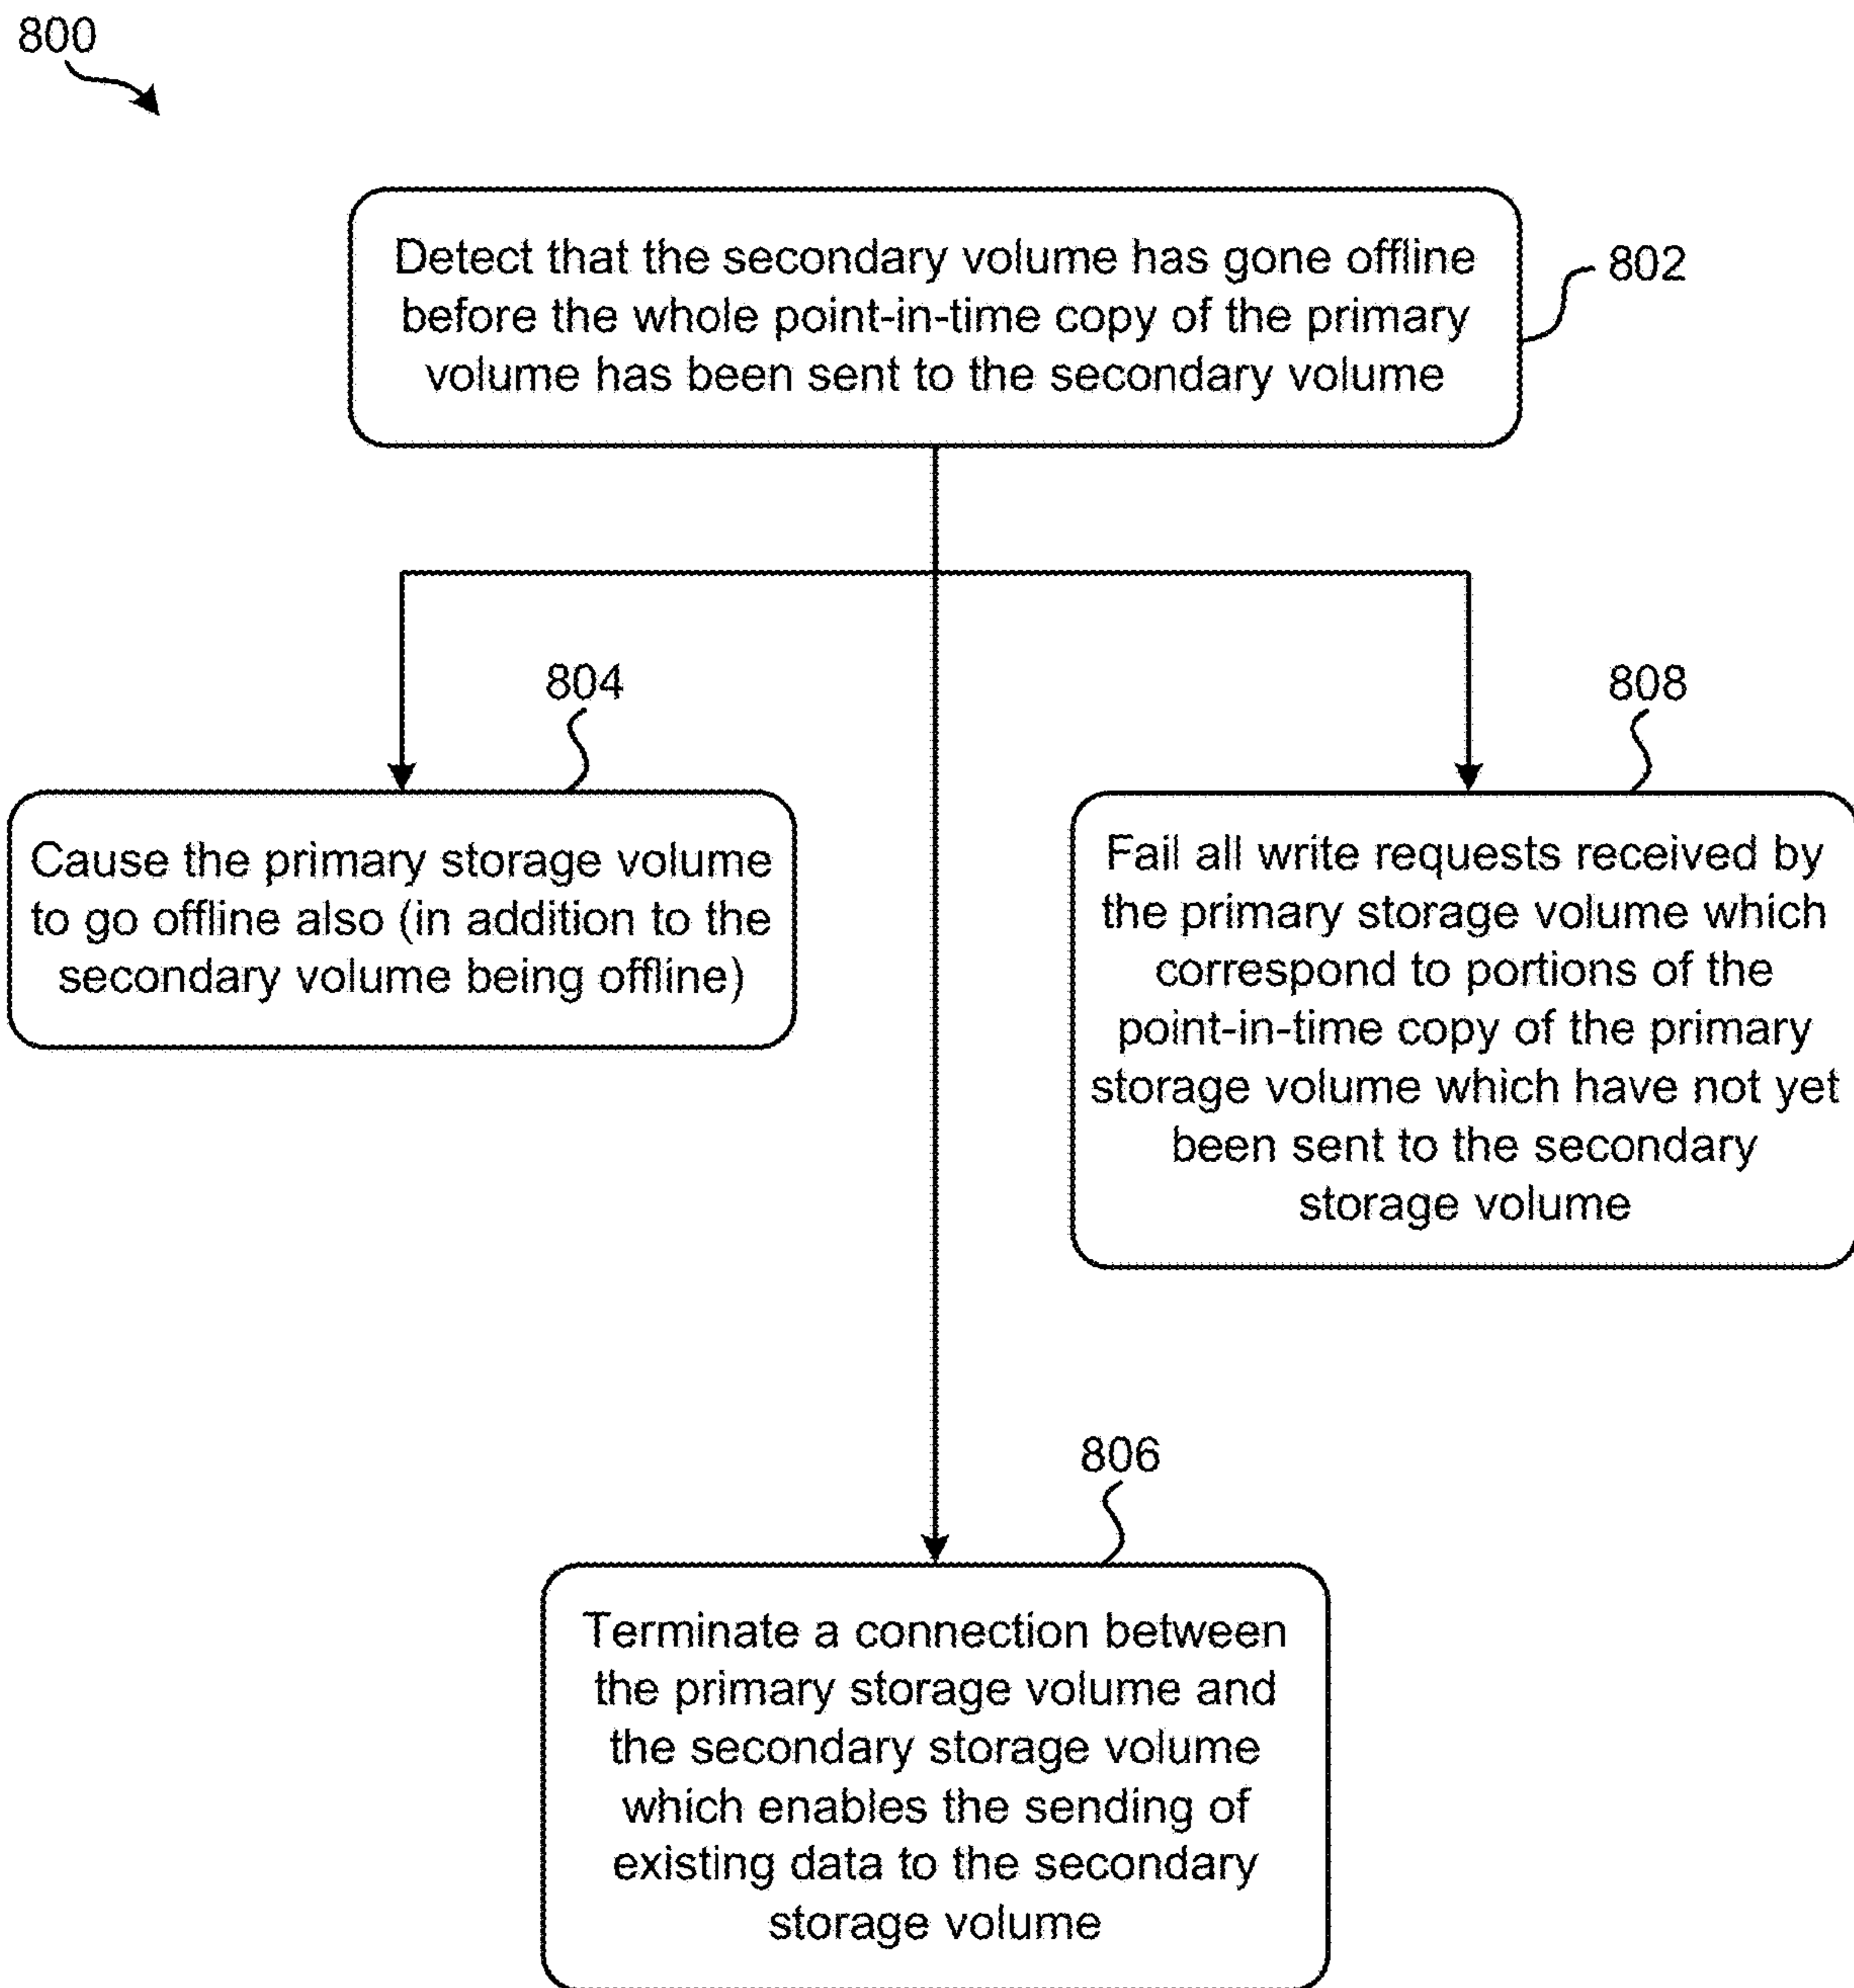 800
Detect that the secondary volume has gone offline
before the whole point-in-time copy of the primary
volume has been sent to the secondary volume
802
804
Cause the primary storage volume
to go offline also (in addition to the
secondary volume being offline)
808
Fail all write requests received by
the primary storage volume which
correspond to portions of the
point-in-time copy of the primary
storage volume which have not yet
been sent to the secondary
storage volume
806
Terminate a connection between
the primary storage volume and
the secondary storage volume
which enables the sending of
existing data to the secondary
storage volume